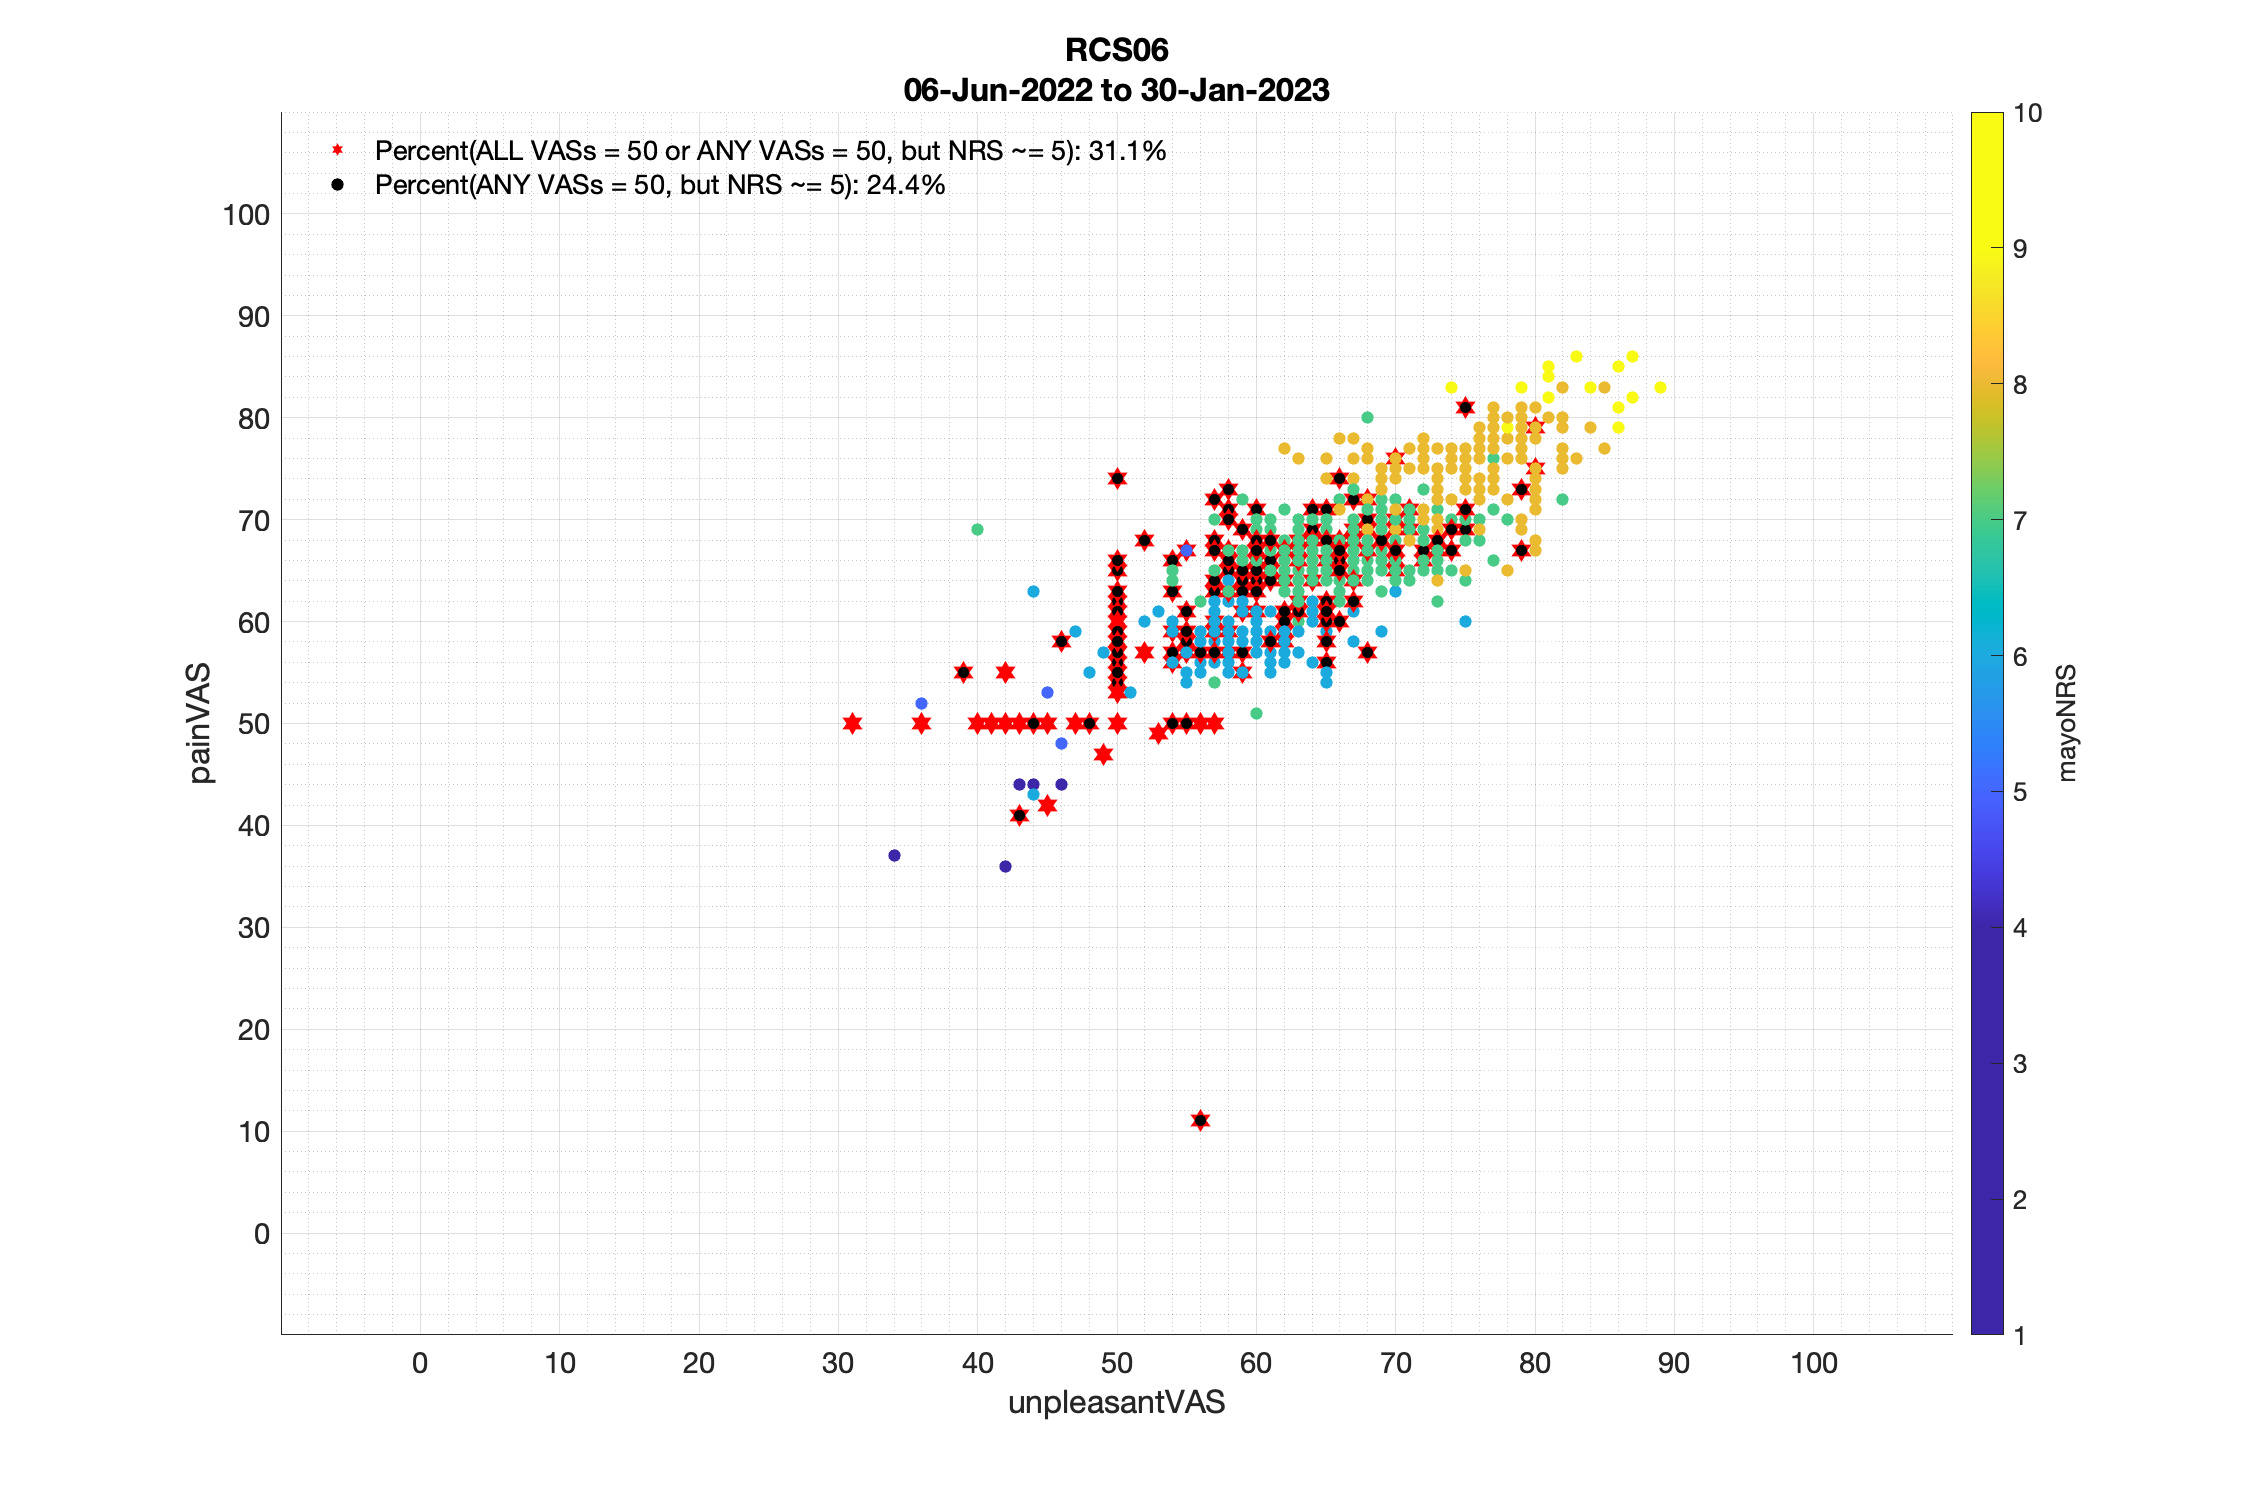 RCS06
06-Jun-2022 to 30-Jan-2023
Percent(ALL VASs = 50 or ANY VASs = 50, but NRS ~= 5): 31.1%
Percent(ANY VASs = 50, but NRS ~= 5): 24.4%
painVAS
100
90
80
70
60
50
40
30
20
10
0
0 10 20 30 40 50 60 70 80 90 100
unpleasantVAS
10
9
8
7
6
5
4
3
2
1
mayoNRS